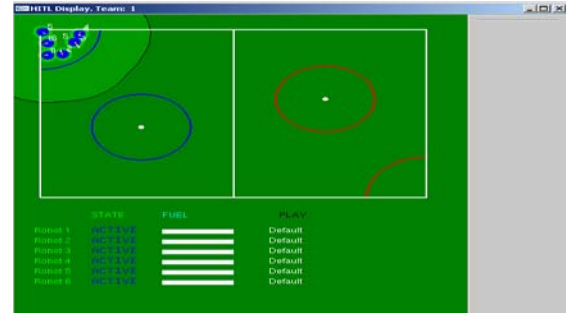 HITL Display. Team: 1
STATE FUEL PLAY
Robot 1 ACTIVE Default
Robot 2 ACTIVE Default
Robot 3 ACTIVE Default
Robot 4 ACTIVE Default
Robot 5 ACTIVE Default
Robot 6 ACTIVE Default